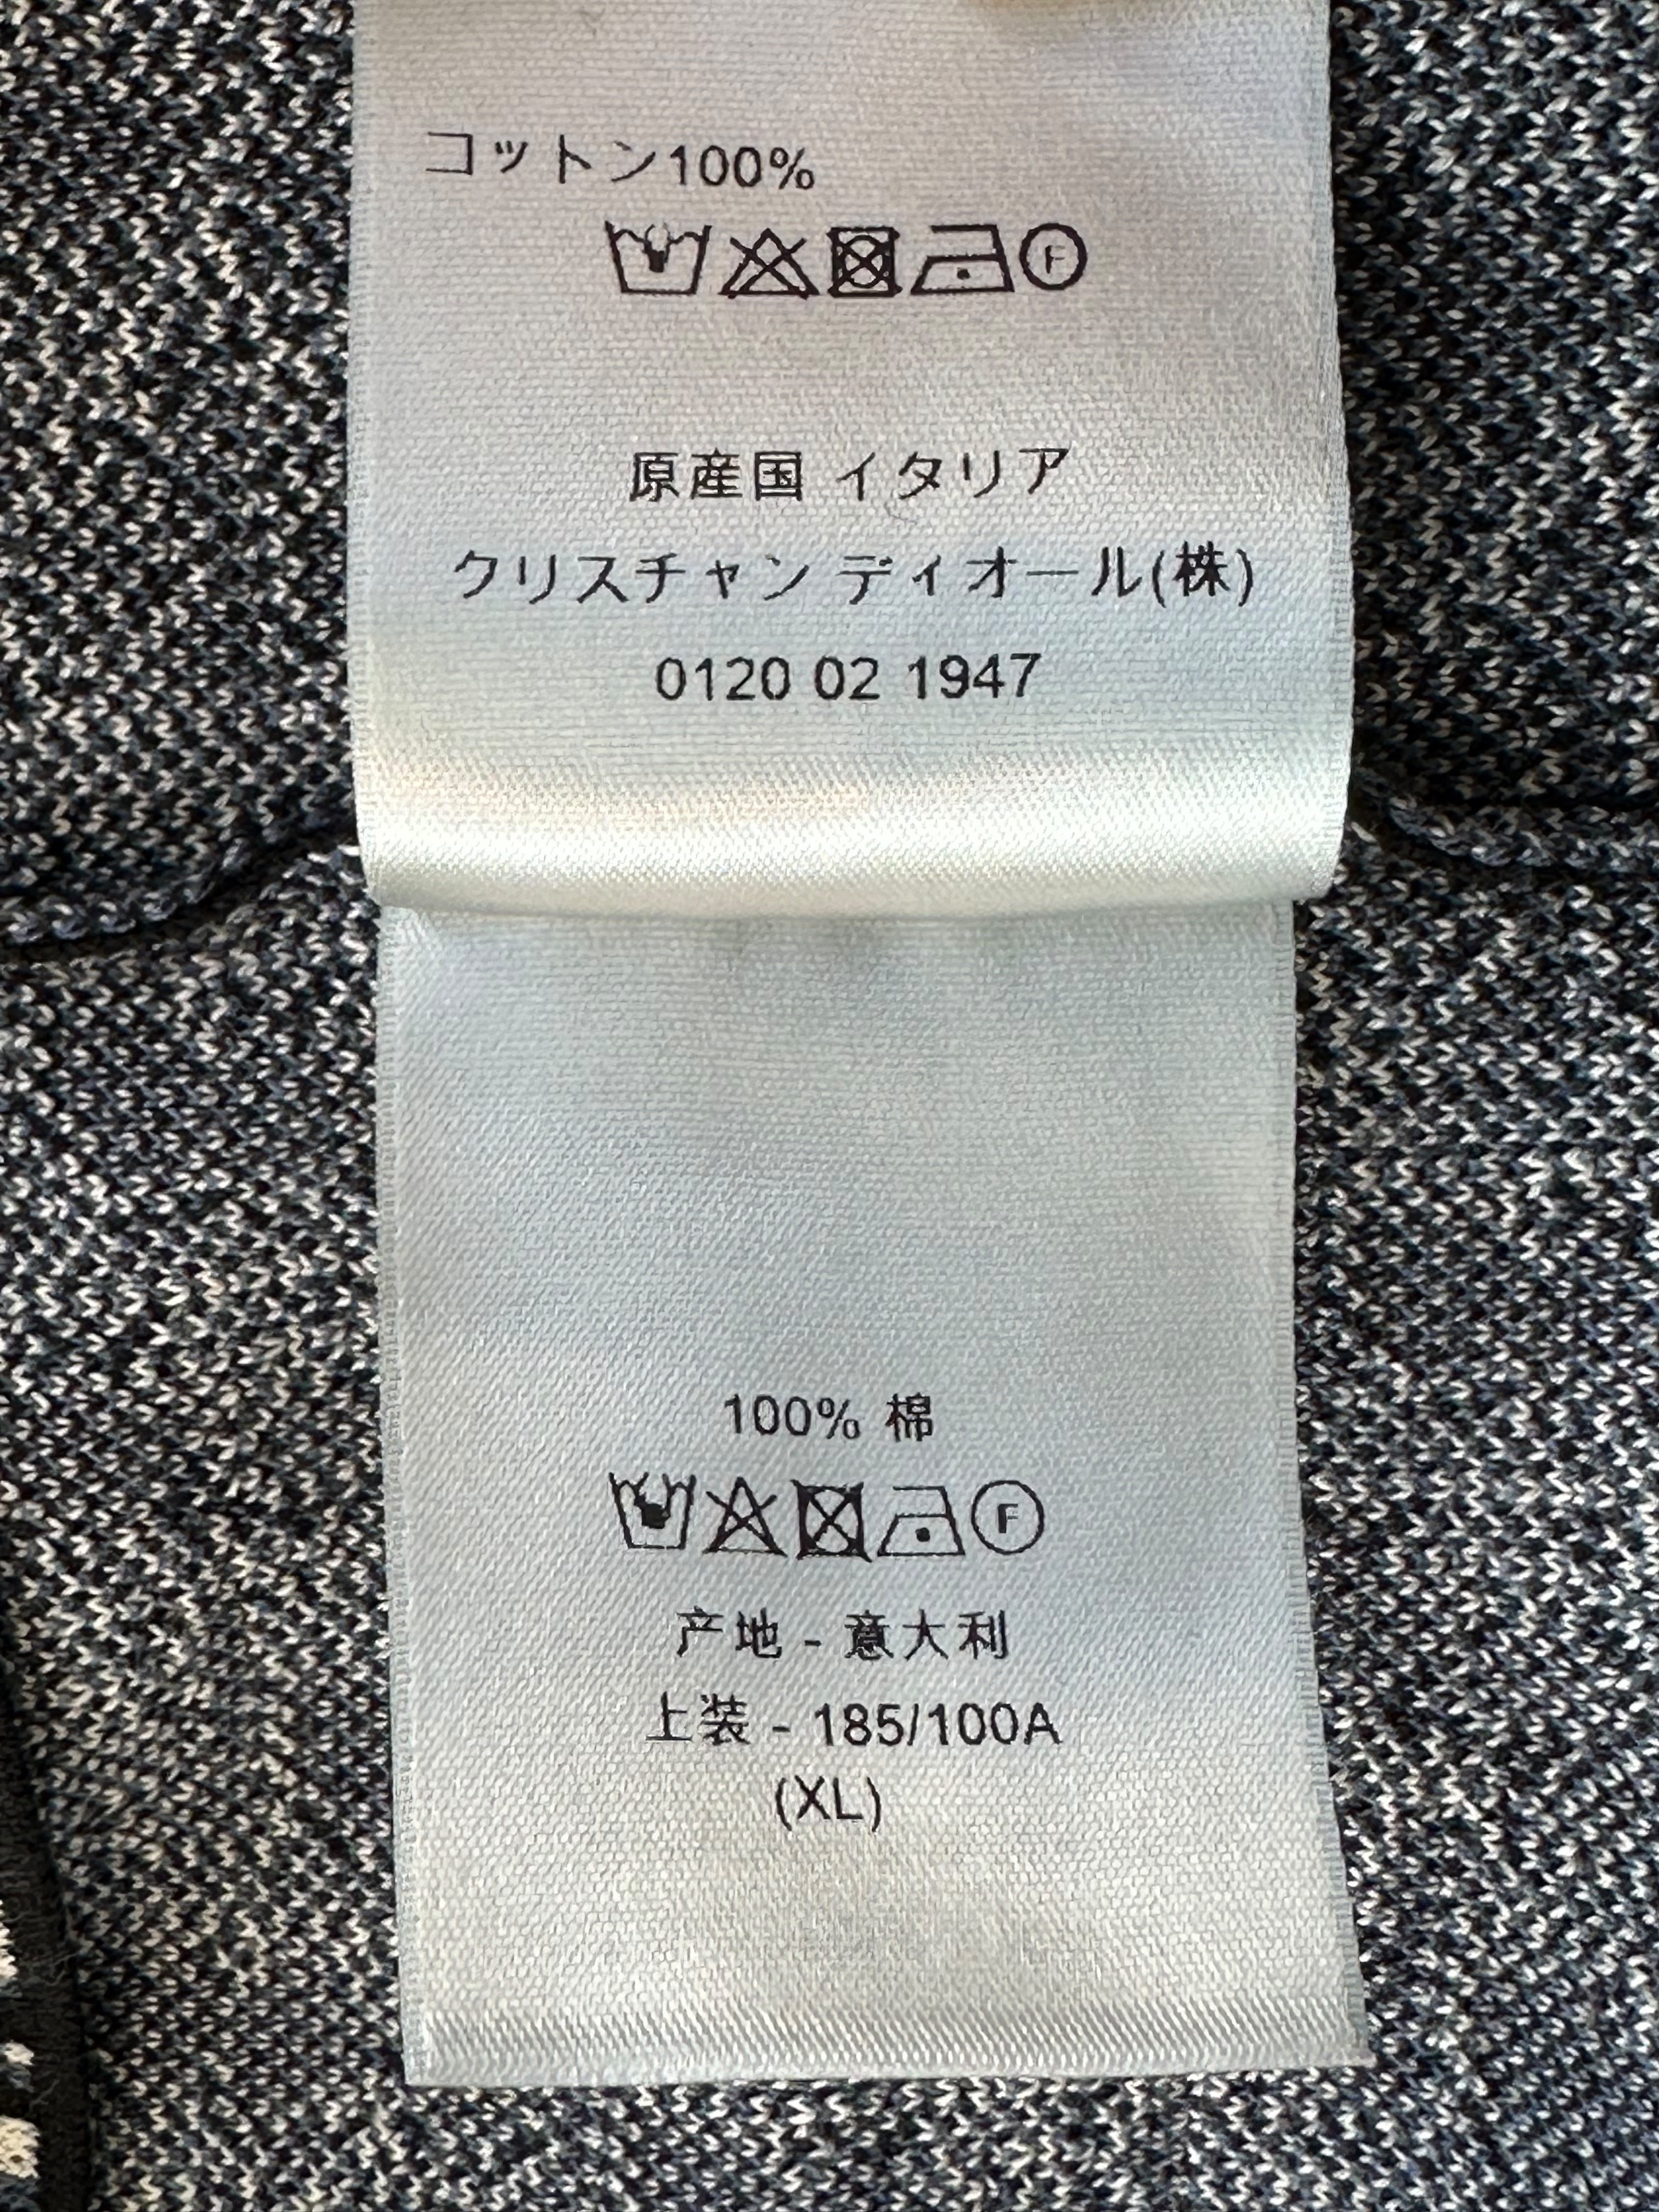 コットン100%
F
原産国 イタリア
クリスチャン ディオール(株)
0120 02 1947
100% 棉
F
产地 - 意大利
上装 - 185/100A
(XL)